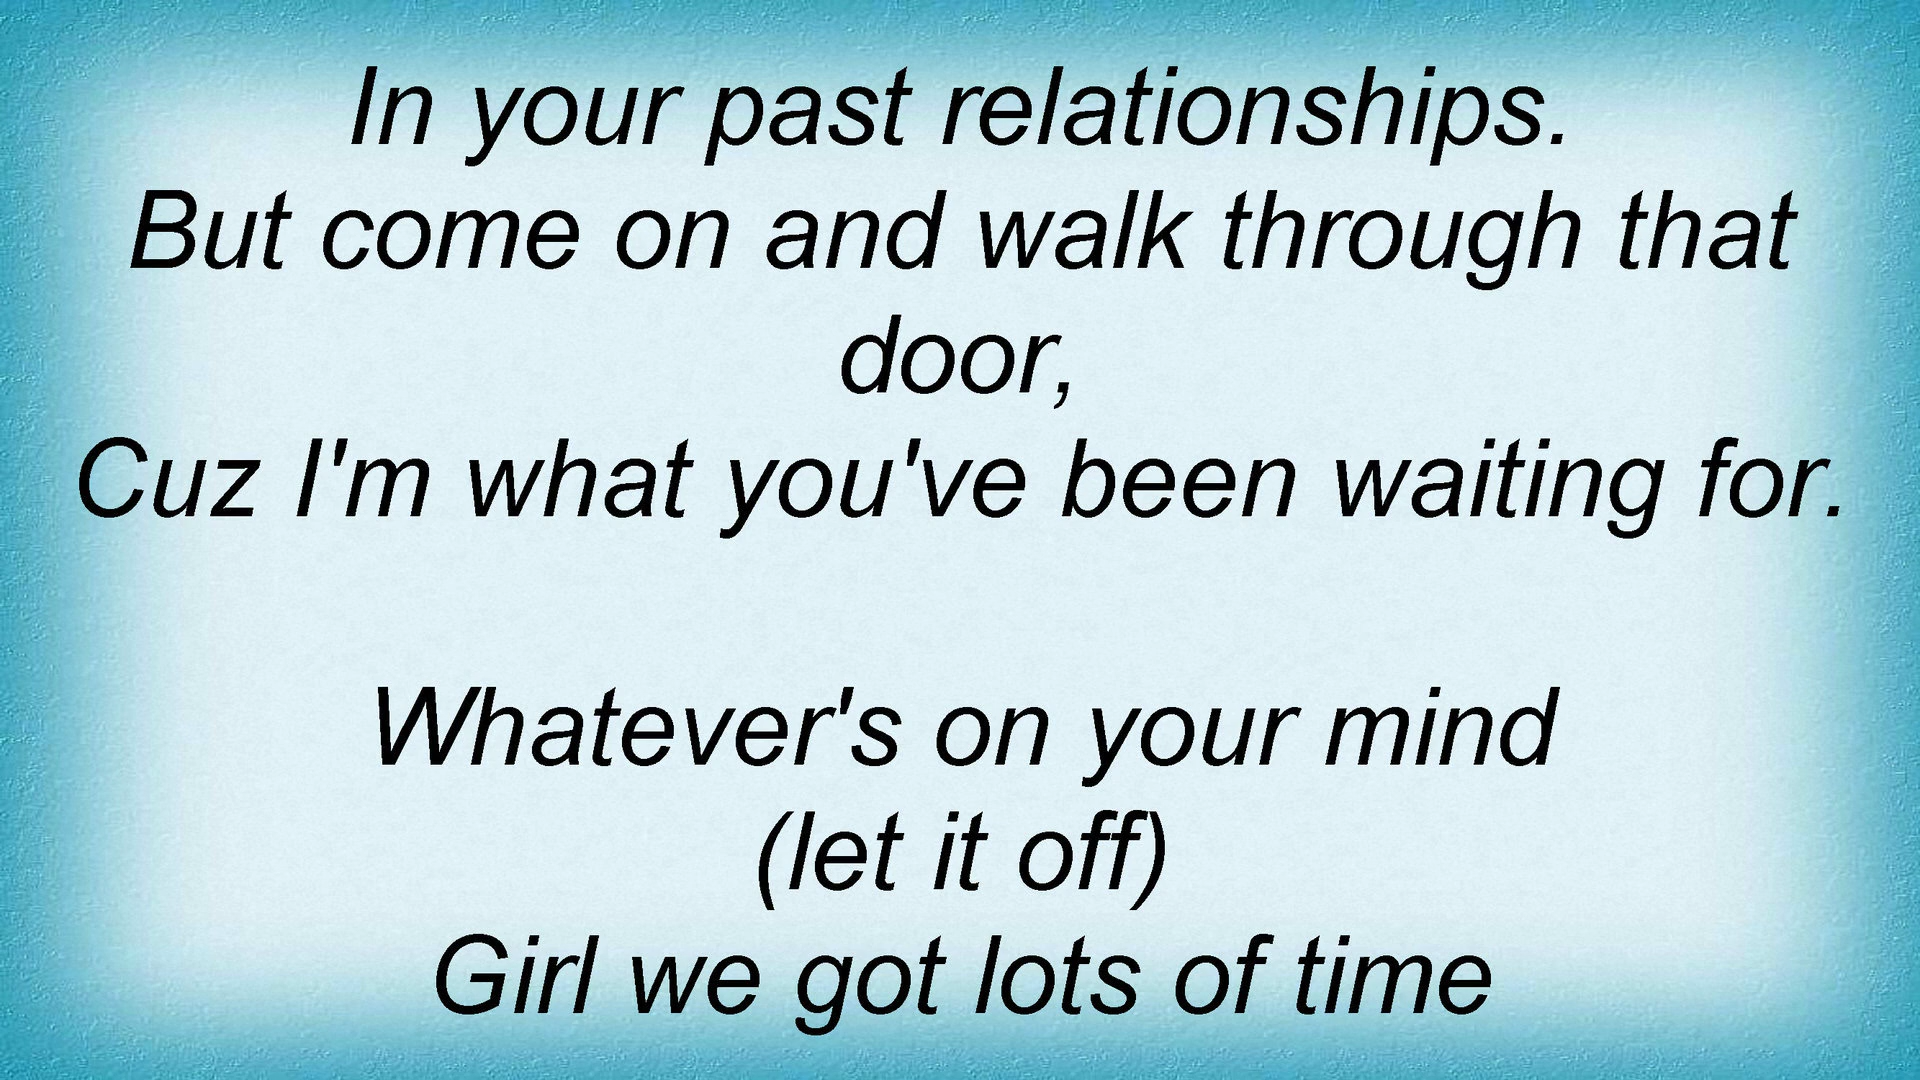 In your past relationships.
But come on and walk through that
door,
Cuz I'm what you've been waiting for.
Whatever's on your mind
(let it off)
Girl we got lots of time